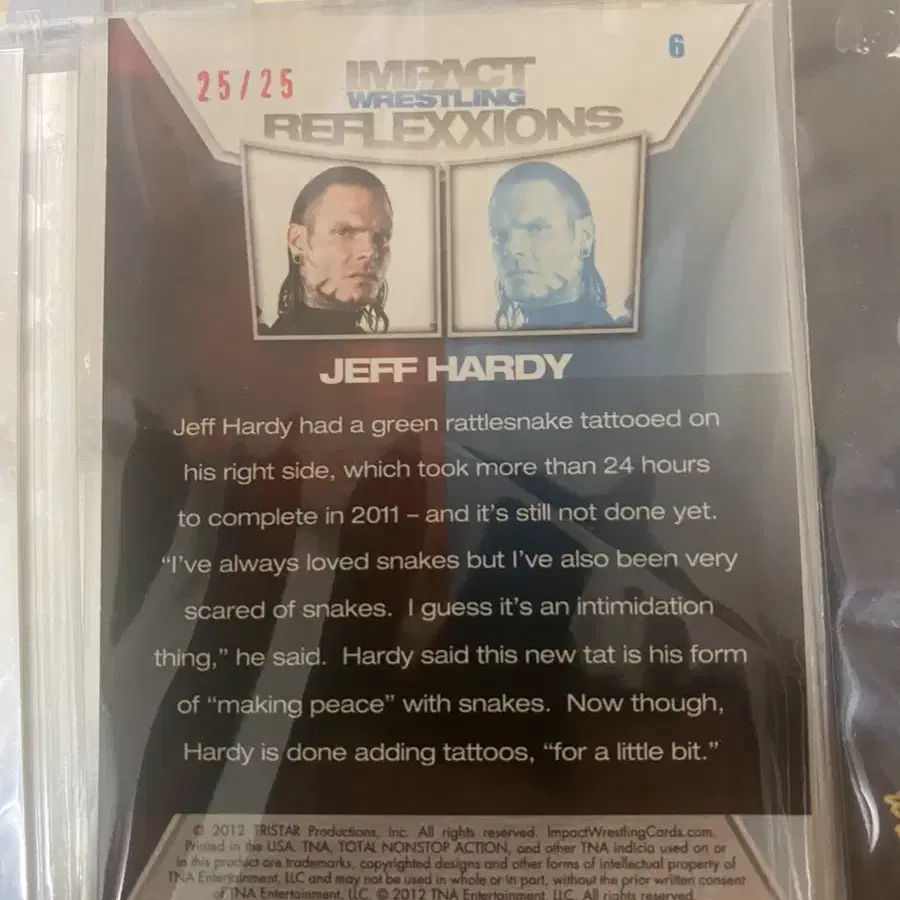 6
25/25
IMPACT
WRESTLING
REFLEXXIONS
JEFF HARDY
Jeff Hardy had a green rattlesnake tattooed on
his right side, which took more than 24 hours
to complete in 2011 – and it's still not done yet.
"I've always loved snakes but I've also been very
scared of snakes. I guess it's an intimidation
thing," he said. Hardy said this new tat is his form
of "making peace" with snakes. Now though,
Hardy is done adding tattoos, "for a little bit."
© 2012 TRISTAR Productions, Inc. All rights reserved. ImpactWrestlingCards.com.
Printed in the USA. TNA, TOTAL NONSTOP ACTION, and other TNA indicia used on or
in this product are trademarks, copyrighted designs and other forms of intellectual property of
TNA Entertainment, LLC and may not be used in whole or in part, without the prior written consent
of TNA Entertainment, LLC. © 2012 TNA Entertainment, LLC. All rights reserved.